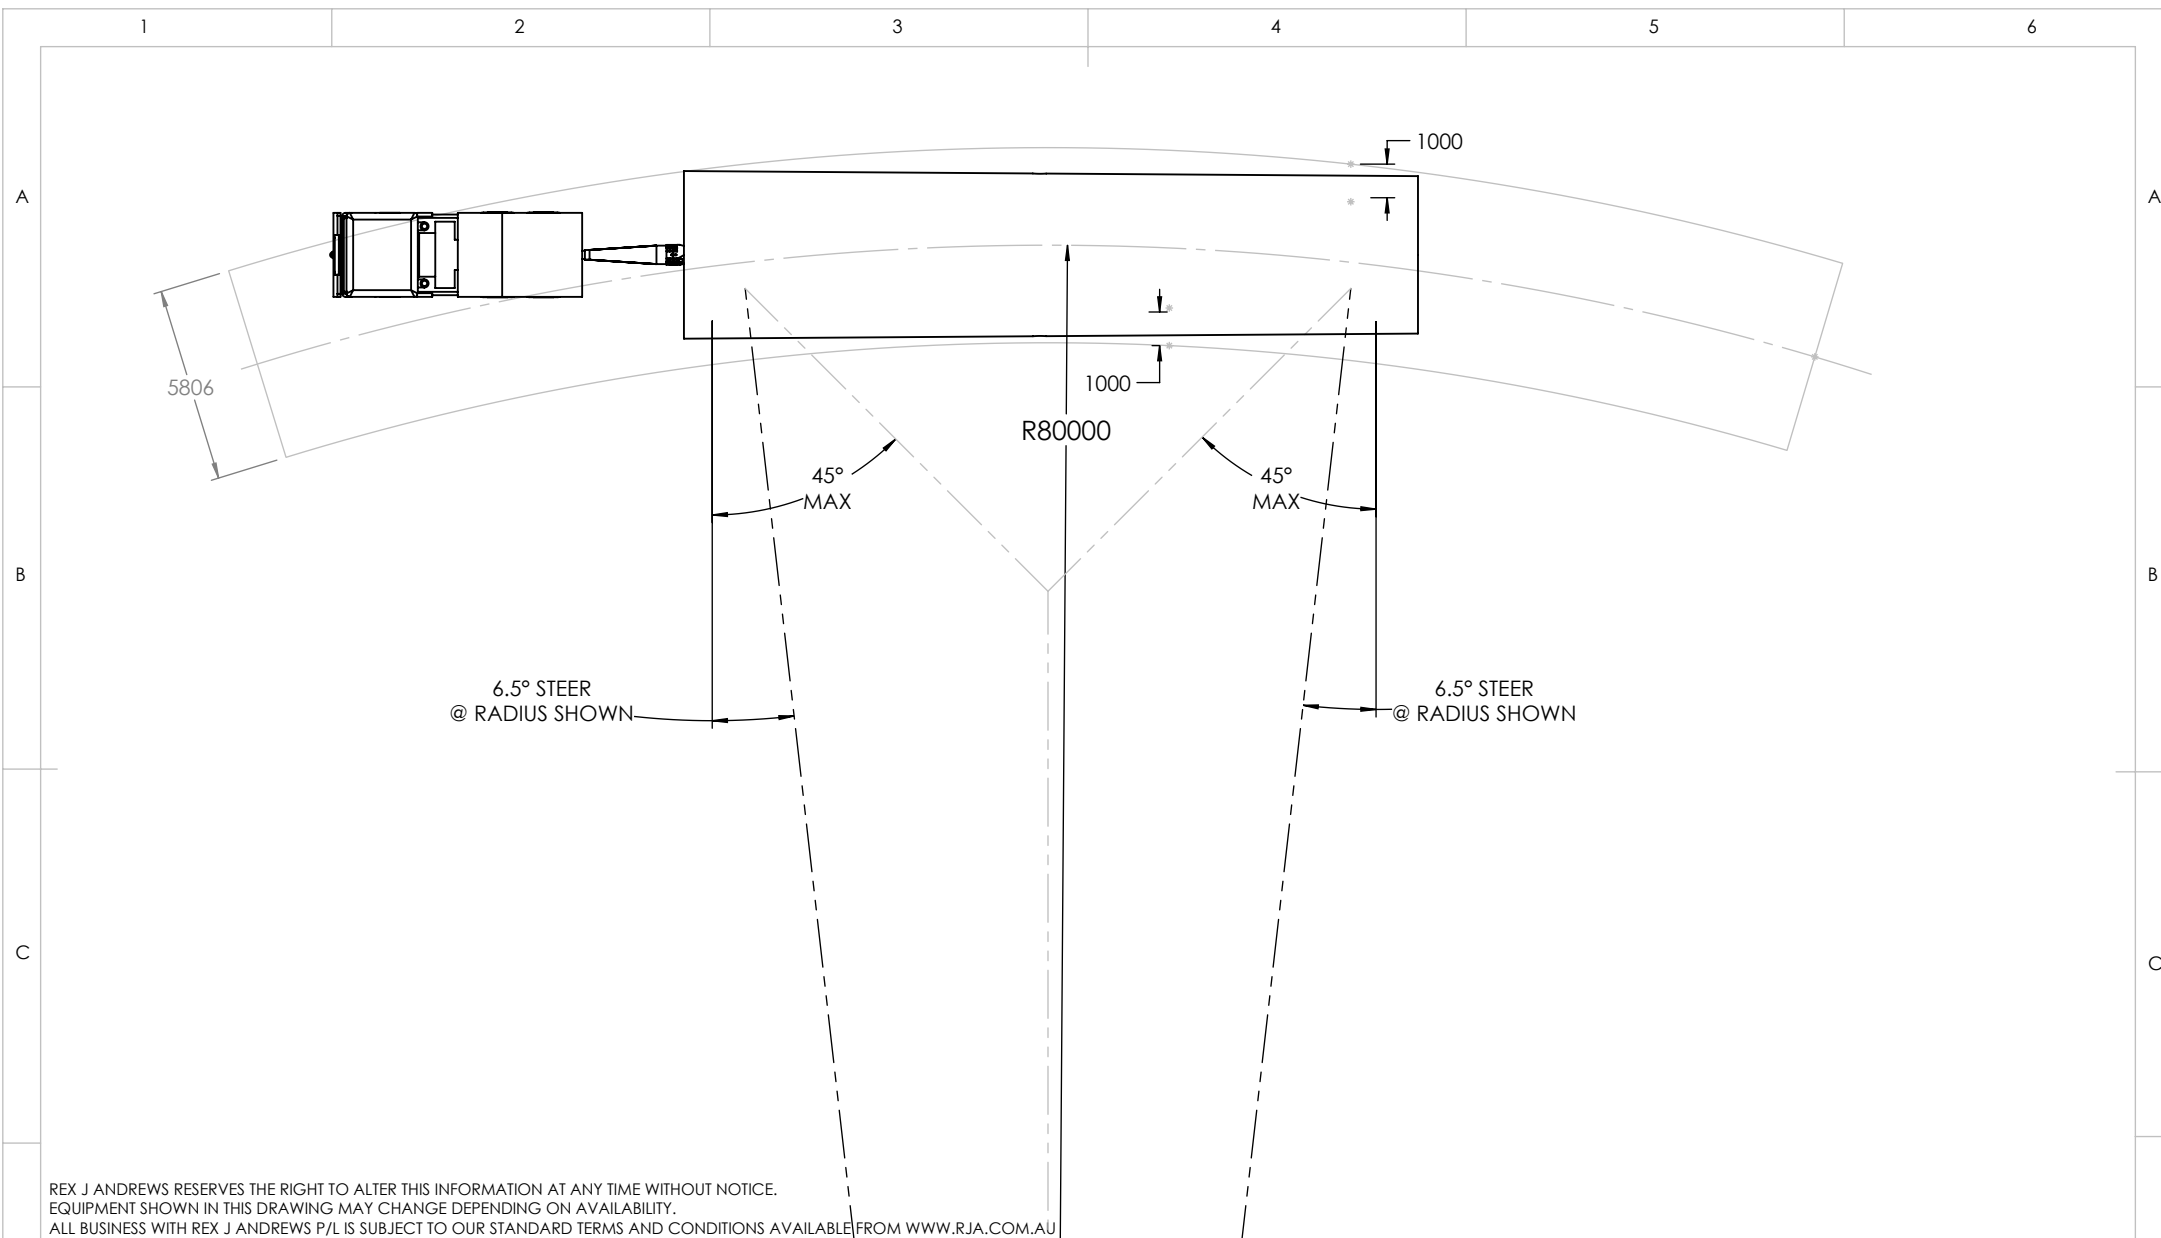 1 2 3 4 5 6
A A
1000
5806
1000
R80000
45°
MAX
45°
MAX
B B
6.5° STEER
@ RADIUS SHOWN
6.5° STEER
@ RADIUS SHOWN
C C
REX J ANDREWS RESERVES THE RIGHT TO ALTER THIS INFORMATION AT ANY TIME WITHOUT NOTICE.
EQUIPMENT SHOWN IN THIS DRAWING MAY CHANGE DEPENDING ON AVAILABILITY.
ALL BUSINESS WITH REX J ANDREWS P/L IS SUBJECT TO OUR STANDARD TERMS AND CONDITIONS AVAILABLE FROM WWW.RJA.COM.AU